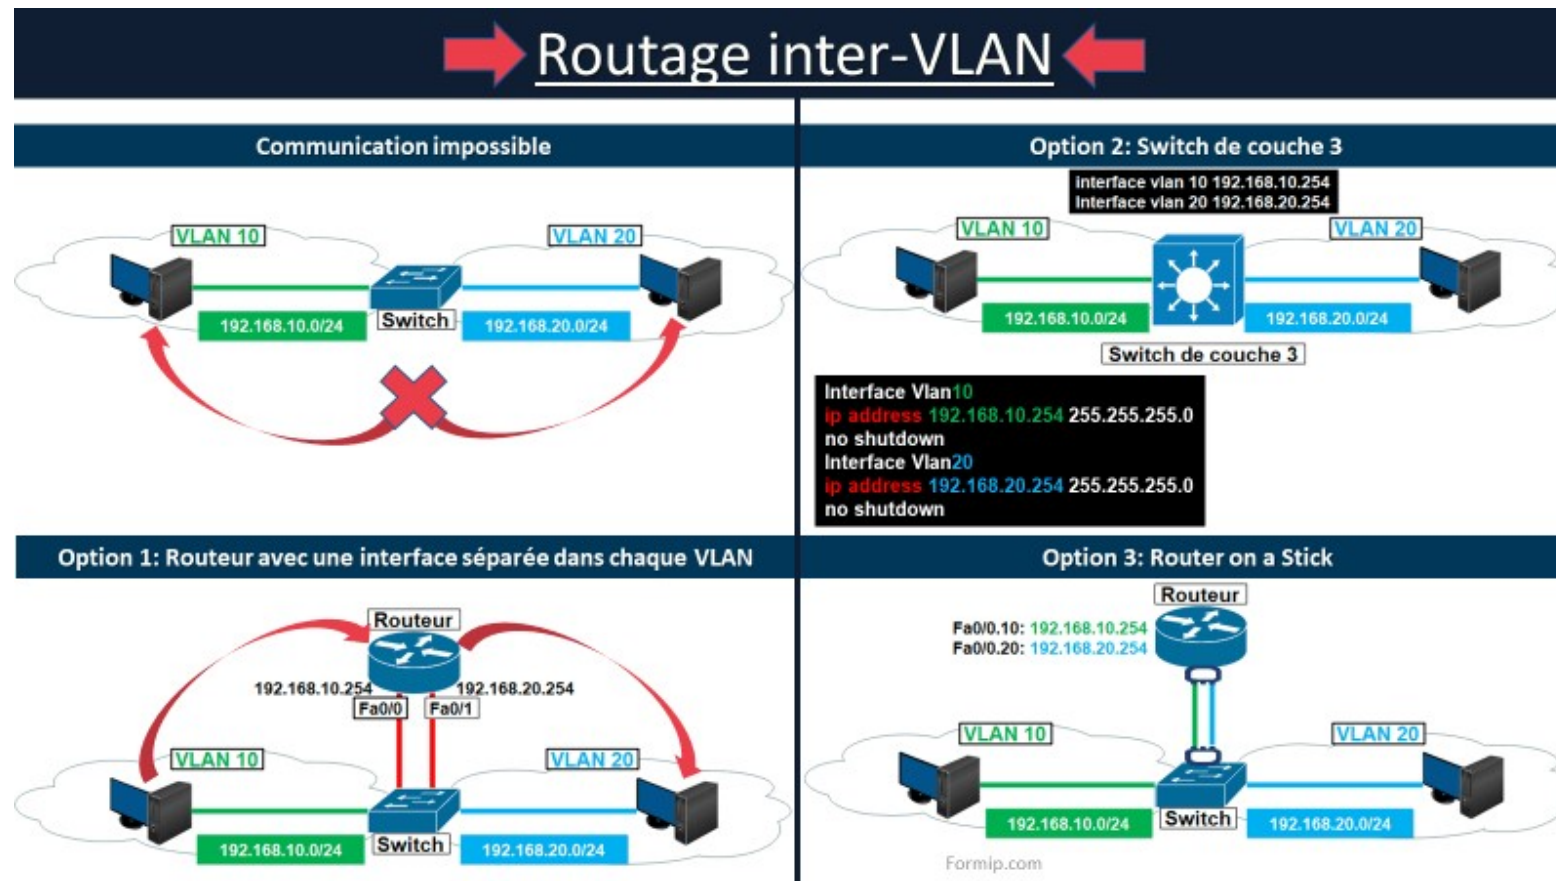 Routage inter-VLAN
Communication impossible
VLAN 10
VLAN 20
192.168.10.0/24
Switch
192.168.20.0/24
Option 2: Switch de couche 3
interface vlan 10 192.168.10.254
Interface vlan 20 192.168.20.254
VLAN 10
VLAN 20
192.168.10.0/24
192.168.20.0/24
Switch de couche 3
Interface Vlan10
ip address 192.168.10.254 255.255.255.0
no shutdown
Interface Vlan20
ip address 192.168.20.254 255.255.255.0
no shutdown
Option 1: Routeur avec une interface séparée dans chaque VLAN
Routeur
192.168.10.254
192.168.20.254
Fa0/0
Fa0/1
VLAN 10
VLAN 20
192.168.10.0/24
Switch
192.168.20.0/24
Option 3: Router on a Stick
Routeur
Fa0/0.10: 192.168.10.254
Fa0/0.20: 192.168.20.254
VLAN 10
VLAN 20
192.168.10.0/24
Switch
192.168.20.0/24
Formip.com